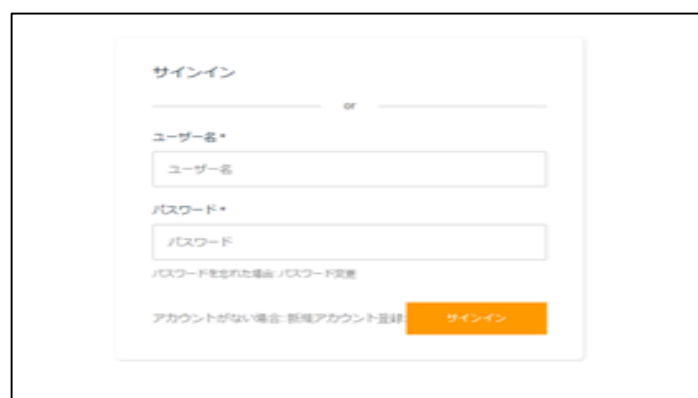 サインイン
or
ユーザー名*
ユーザー名
パスワード*
パスワード
パスワードを忘れた場合: パスワード変更
アカウントがない場合: 新規アカウント登録 サインイン